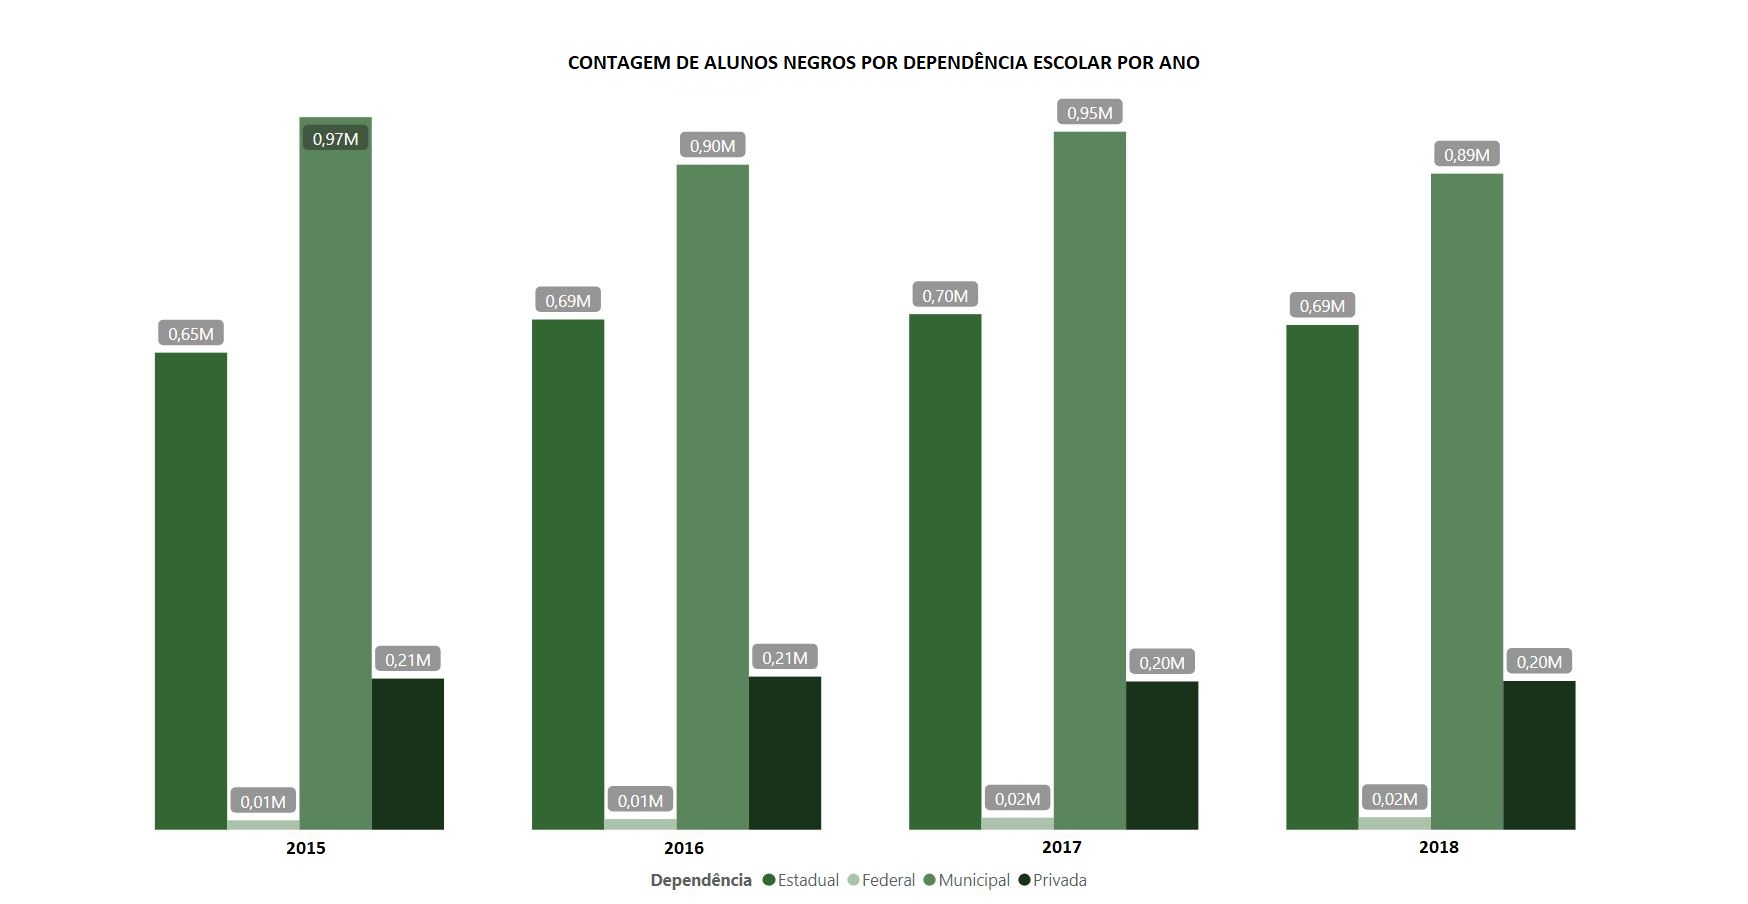 CONTAGEM DE ALUNOS NEGROS POR DEPENDÊNCIA ESCOLAR POR ANO
0,65M
0,01M
0,97M
0,21M
0,69M
0,01M
0,90M
0,21M
0,70M
0,02M
0,95M
0,20M
0,69M
0,02M
0,89M
0,20M
2015
2016
2017
2018
Dependência Estadual Federal Municipal Privada